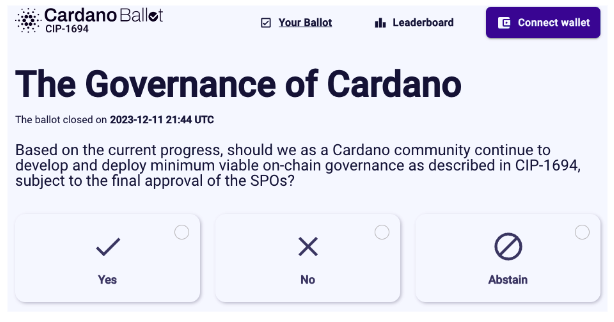 Cardano Ballot
CIP-1694
Your Ballot
Leaderboard
Connect wallet
The Governance of Cardano
The ballot closed on 2023-12-11 21:44 UTC
Based on the current progress, should we as a Cardano community continue to
develop and deploy minimum viable on-chain governance as described in CIP-1694,
subject to the final approval of the SPOs?
Yes
No
Abstain